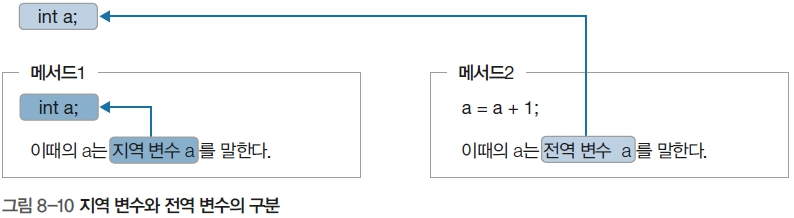 int a;
메서드1
int a;
이때의 a는 지역 변수 a 를 말한다.
메서드2
a = a + 1;
이때의 a는 전역 변수 a 를 말한다.
그림 8-10 지역 변수와 전역 변수의 구분